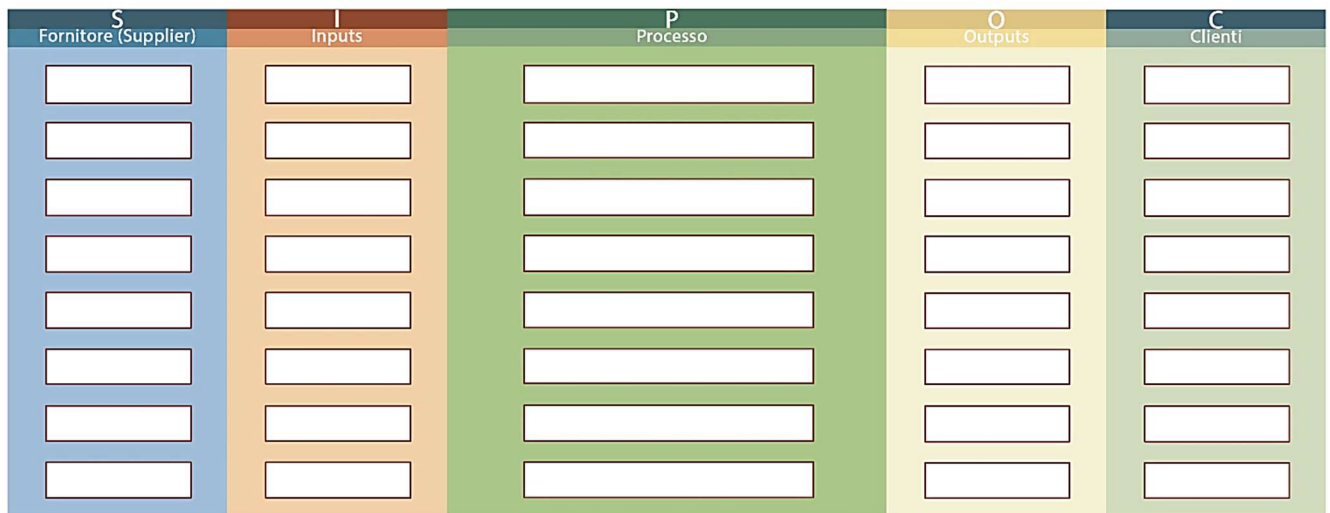 S
Fornitore (Supplier)
I
Inputs
P
Processo
O
Outputs
C
Clienti